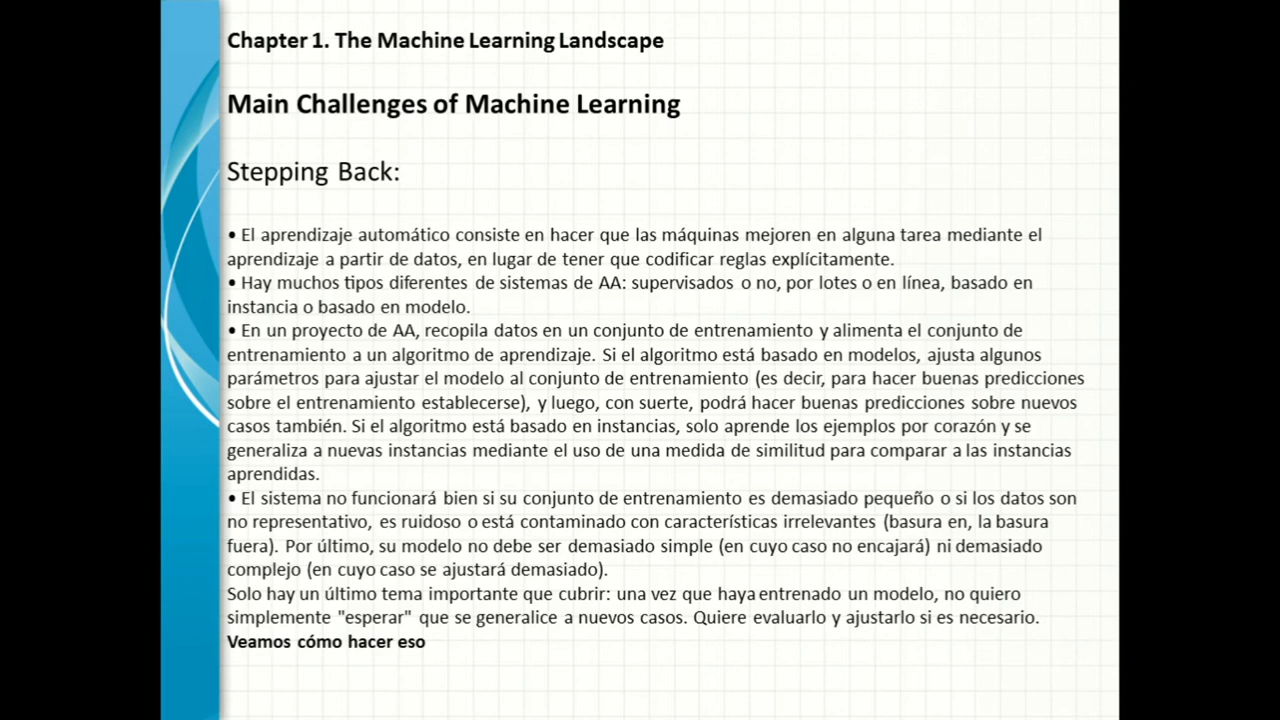 Chapter 1. The Machine Learning Landscape
Main Challenges of Machine Learning
Stepping Back:
• El aprendizaje automático consiste en hacer que las máquinas mejoren en alguna tarea mediante el
aprendizaje a partir de datos, en lugar de tener que codificar reglas explícitamente.
• Hay muchos tipos diferentes de sistemas de AA: supervisados o no, por lotes o en línea, basado en
instancia o basado en modelo.
• En un proyecto de AA, recopila datos en un conjunto de entrenamiento y alimenta el conjunto de
entrenamiento a un algoritmo de aprendizaje. Si el algoritmo está basado en modelos, ajusta algunos
parámetros para ajustar el modelo al conjunto de entrenamiento (es decir, para hacer buenas predicciones
sobre el entrenamiento establecerse), y luego, con suerte, podrá hacer buenas predicciones sobre nuevos
casos también. Si el algoritmo está basado en instancias, solo aprende los ejemplos por corazón y se
generaliza a nuevas instancias mediante el uso de una medida de similitud para comparar a las instancias
aprendidas.
• El sistema no funcionará bien si su conjunto de entrenamiento es demasiado pequeño o si los datos son
no representativo, es ruidoso o está contaminado con características irrelevantes (basura en, la basura
fuera). Por último, su modelo no debe ser demasiado simple (en cuyo caso no encajará) ni demasiado
complejo (en cuyo caso se ajustará demasiado).
Solo hay un último tema importante que cubrir: una vez que haya entrenado un modelo, no quiero
simplemente "esperar" que se generalice a nuevos casos. Quiere evaluarlo y ajustarlo si es necesario.
Veamos cómo hacer eso